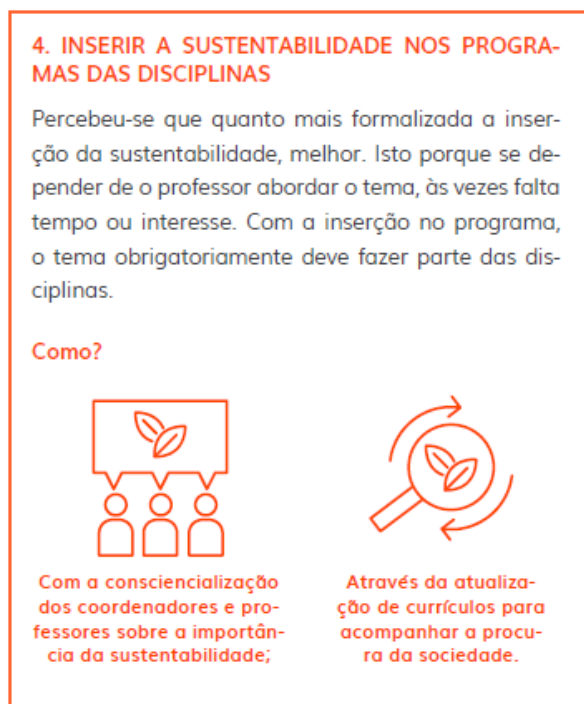 4. INSERIR A SUSTENTABILIDADE NOS PROGRA-
MAS DAS DISCIPLINAS
Percebeu-se que quanto mais formalizada a inser-
ção da sustentabilidade, melhor. Isto porque se de-
pender de o professor abordar o tema, às vezes falta
tempo ou interesse. Com a inserção no programa,
o tema obrigatoriamente deve fazer parte das dis-
ciplinas.
Como?
Com a consciencialização
dos coordenadores e pro-
fessores sobre a importân-
cia da sustentabilidade;
Através da atualiza-
ção de currículos para
acompanhar a procu-
ra da sociedade.